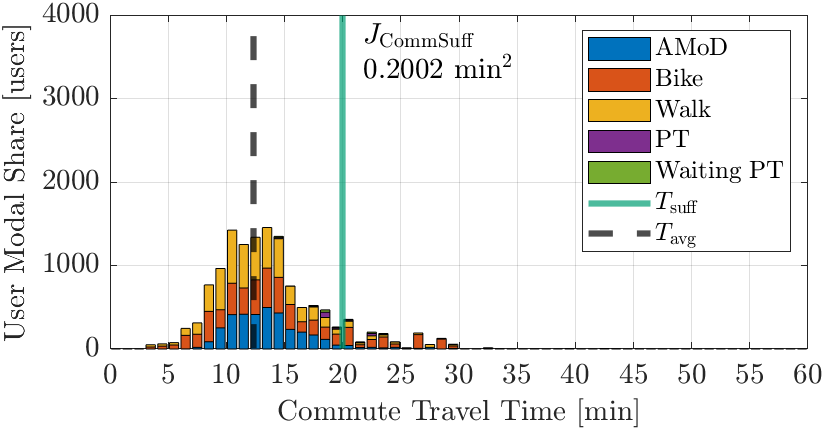 4000
3000
2000
1000
0
User Modal Share [users]
J_CommSuff
0.2002 min²
AMoD
Bike
Walk
PT
Waiting PT
T_suff
T_avg
0 5 10 15 20 25 30 35 40 45 50 55 60
Commute Travel Time [min]